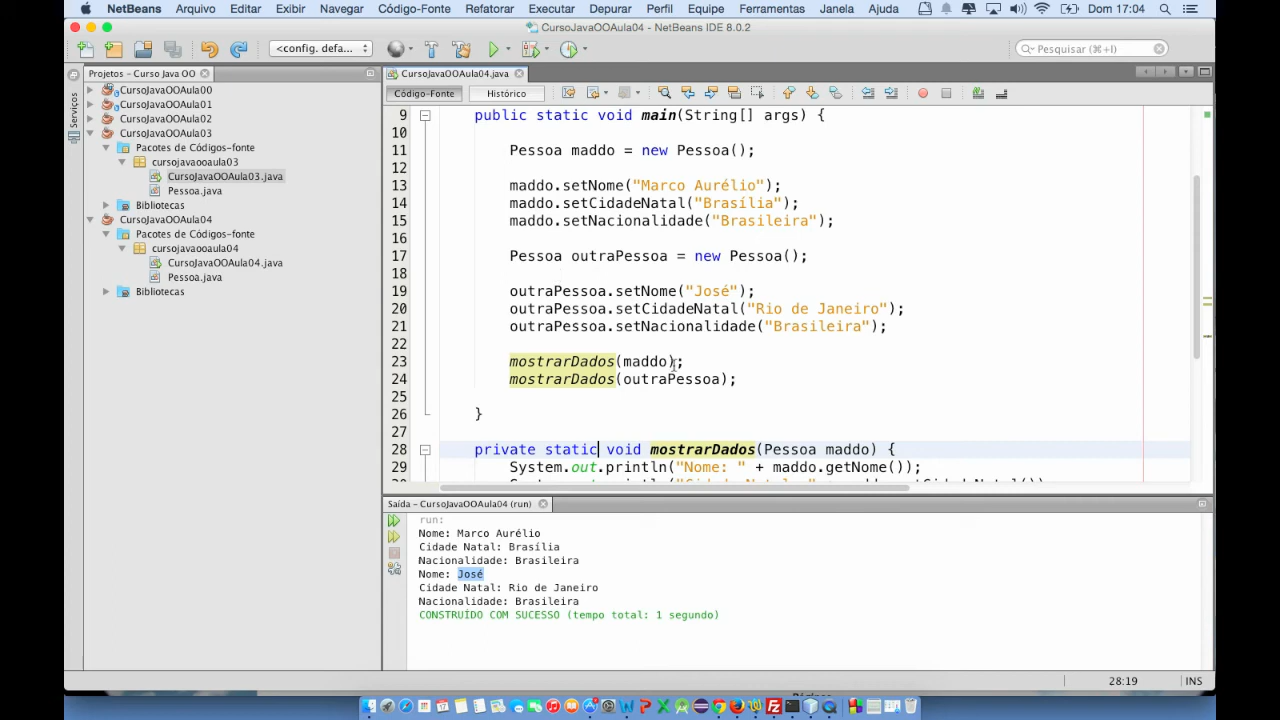 NetBeans Arquivo Editar Exibir Navegar Código-Fonte Refatorar Executar Depurar Perfil Equipe Ferramentas Janela Ajuda Dom 17:04
CursoJavaOOAula04 - NetBeans IDE 8.0.2
<config. defa... Pesquisar (⌘+I)
Projetos – Curso Java OO
CursoJavaOOAula04.java
Serviços
CursoJavaOOAula00
CursoJavaOOAula01
CursoJavaOOAula02
CursoJavaOOAula03
Pacotes de Códigos-fonte
cursojavaooaula03
CursoJavaOOAula03.java
Pessoa.java
Bibliotecas
CursoJavaOOAula04
Pacotes de Códigos-fonte
cursojavaooaula04
CursoJavaOOAula04.java
Pessoa.java
Bibliotecas
Código-Fonte Histórico
9 public static void main(String[] args) {
10
11 Pessoa maddo = new Pessoa();
12
13 maddo.setNome("Marco Aurélio");
14 maddo.setCidadeNatal("Brasília");
15 maddo.setNacionalidade("Brasileira");
16
17 Pessoa outraPessoa = new Pessoa();
18
19 outraPessoa.setNome("José");
20 outraPessoa.setCidadeNatal("Rio de Janeiro");
21 outraPessoa.setNacionalidade("Brasileira");
22
23 mostrarDados(maddo);
24 mostrarDados(outraPessoa);
25
26 }
27
28 private static void mostrarDados(Pessoa maddo) {
29 System.out.println("Nome: " + maddo.getNome());
Saída – CursoJavaOOAula04 (run)
run:
Nome: Marco Aurélio
Cidade Natal: Brasília
Nacionalidade: Brasileira
Nome: José
Cidade Natal: Rio de Janeiro
Nacionalidade: Brasileira
CONSTRUÍDO COM SUCESSO (tempo total: 1 segundo)
28:19 INS